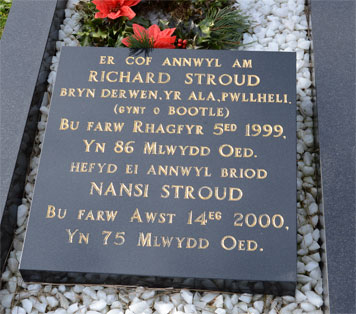 ER COF ANNWYL AM
RICHARD STROUD
BRYN DERWEN, YR ALA, PWLLHELI.
(GYNT O BOOTLE)
BU FARW RHAGFYR 5ED 1999,
YN 86 MLWYDD OED.
HEFYD EI ANNWYL BRIOD
NANSI STROUD
BU FARW AWST 14EG 2000,
YN 75 MLWYDD OED.